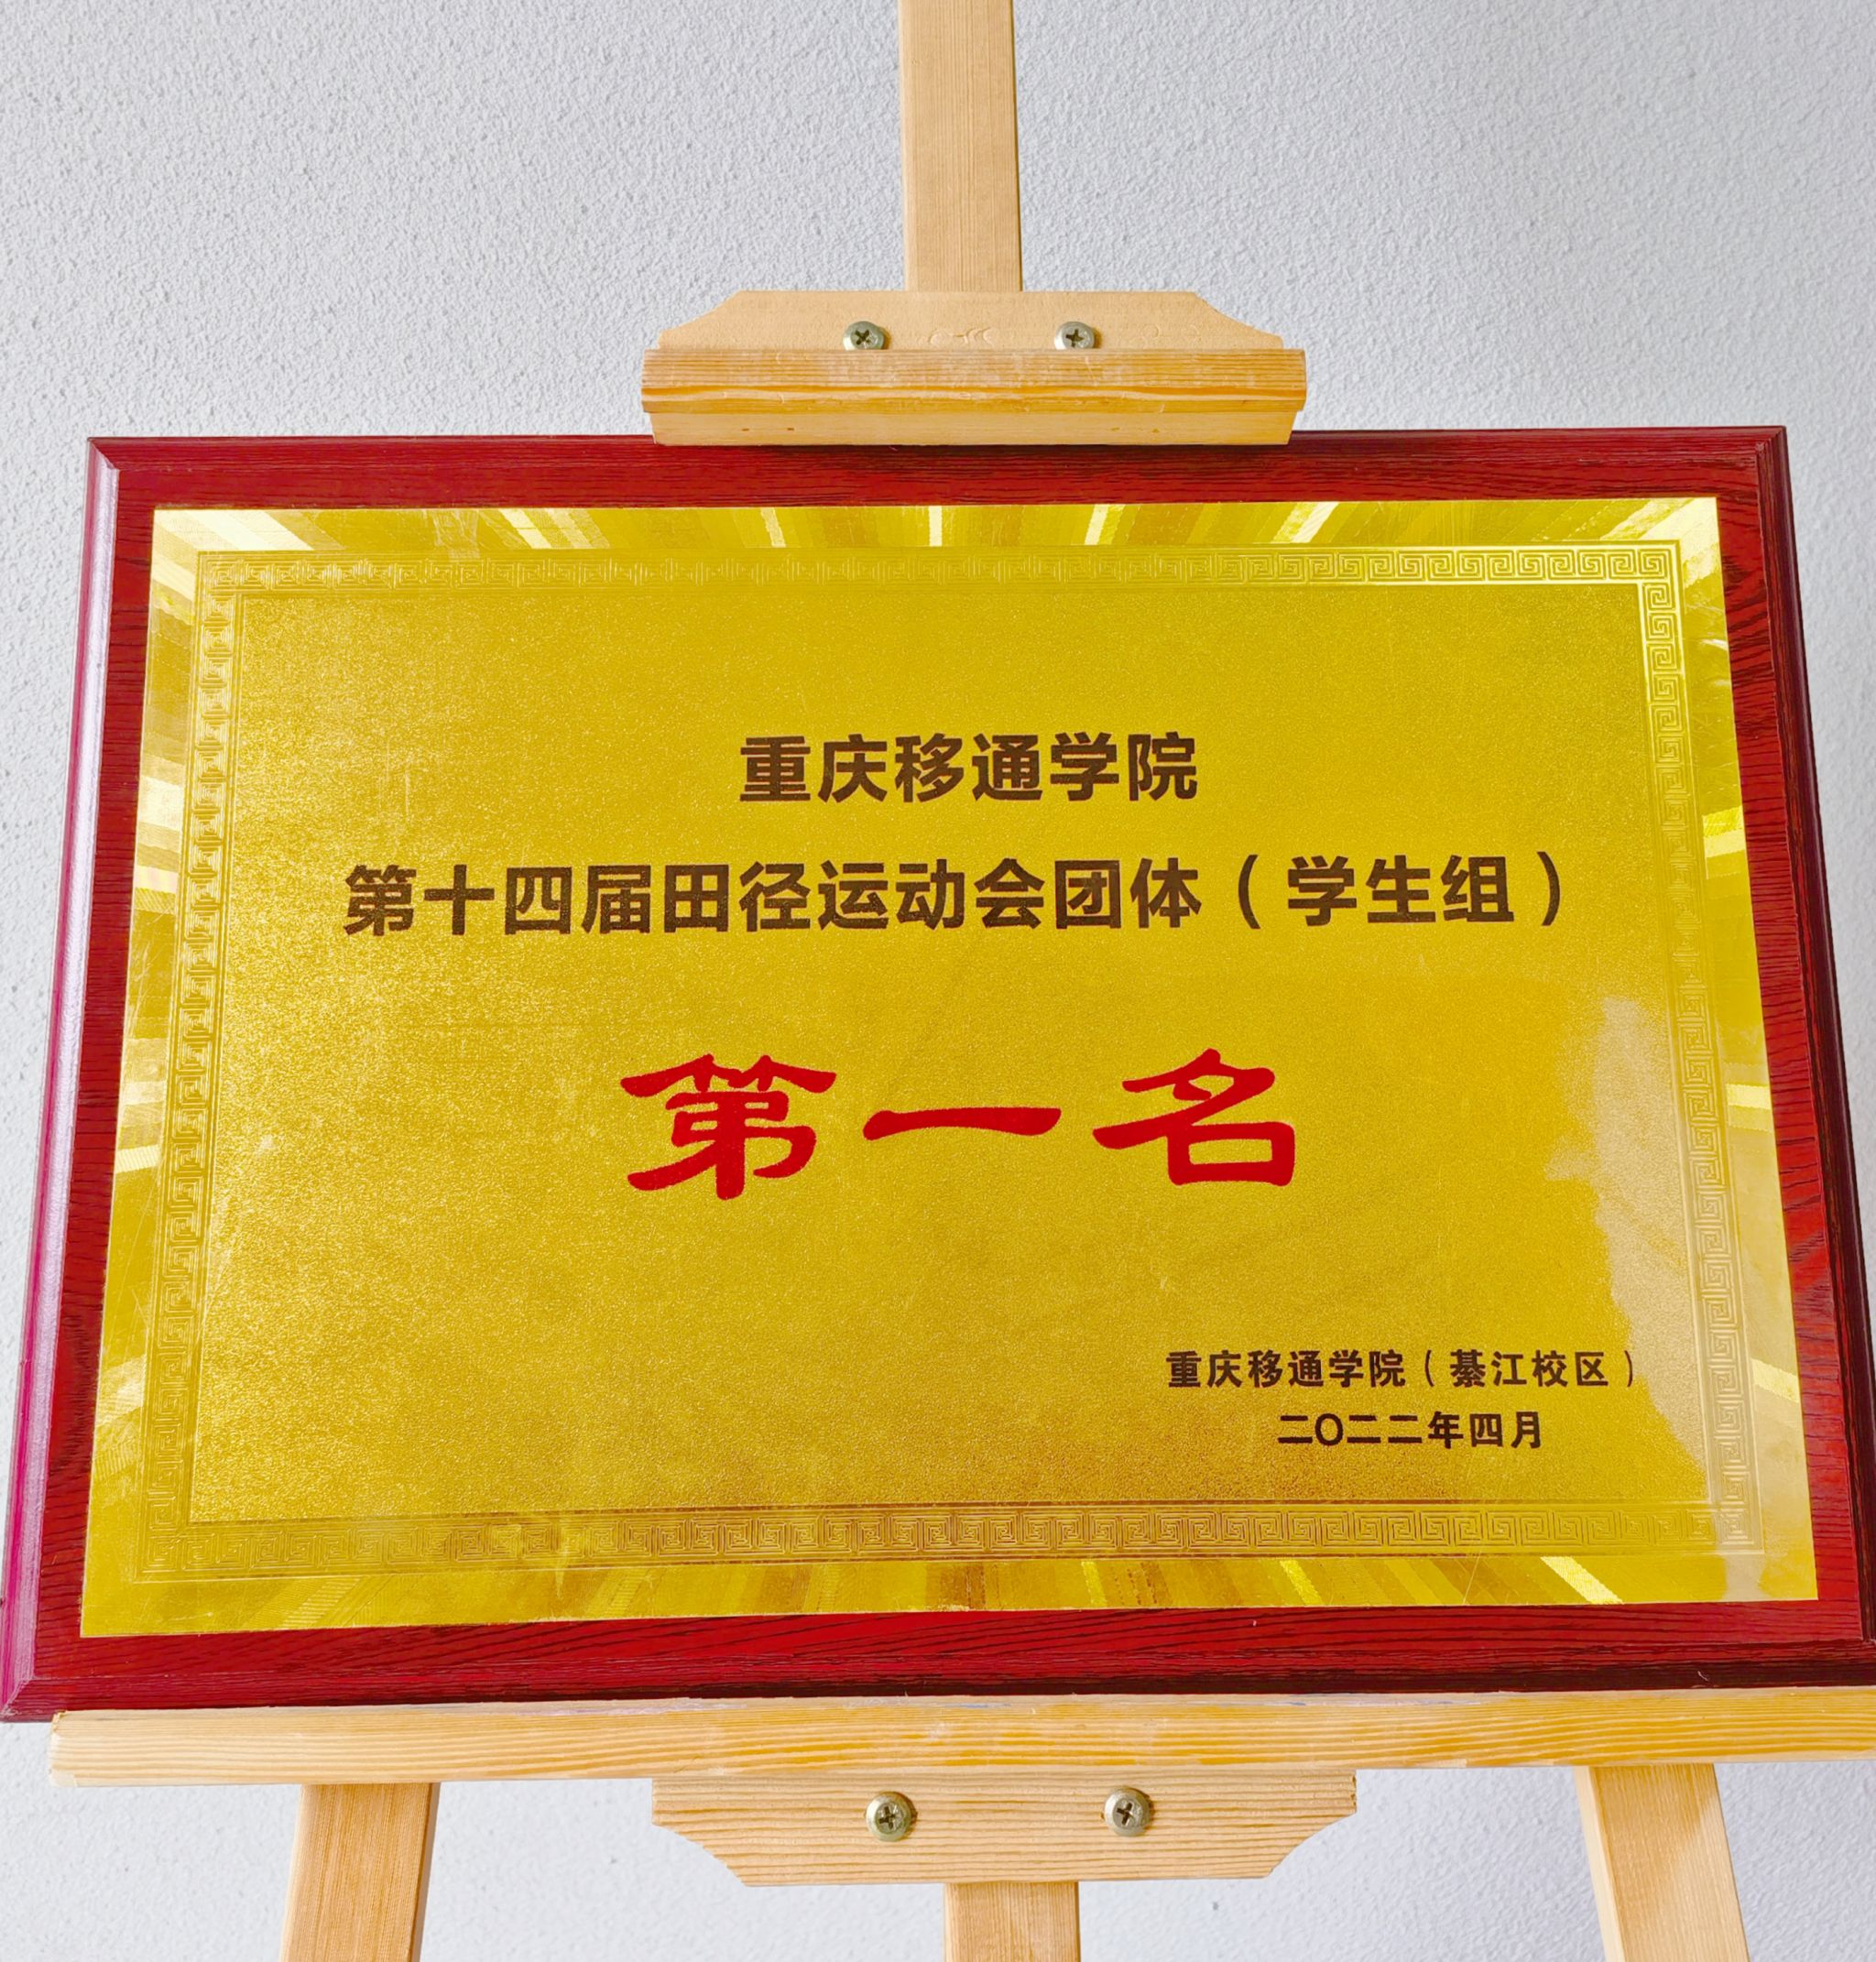 重庆移通学院
第十四届田径运动会团体（学生组）
第一名
重庆移通学院（綦江校区）
二〇二二年四月